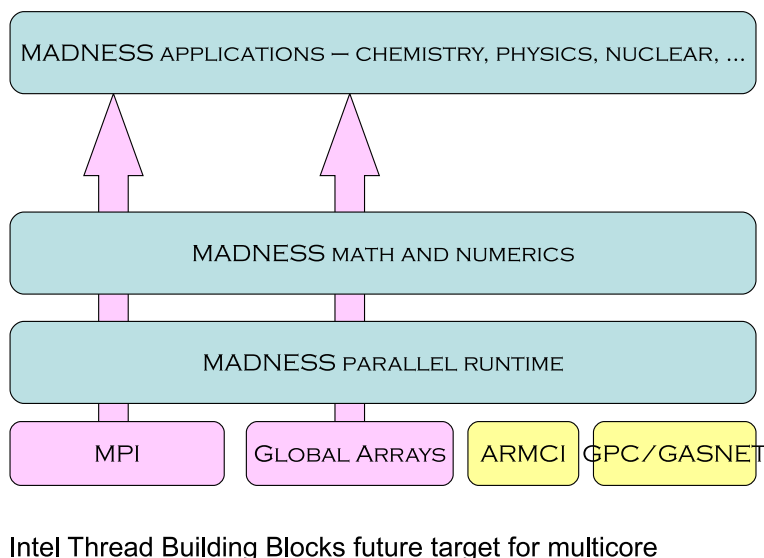 MADNESS APPLICATIONS – CHEMISTRY, PHYSICS, NUCLEAR, ...
MADNESS MATH AND NUMERICS
MADNESS PARALLEL RUNTIME
MPI
GLOBAL ARRAYS
ARMCI
GPC/GASNET
Intel Thread Building Blocks future target for multicore